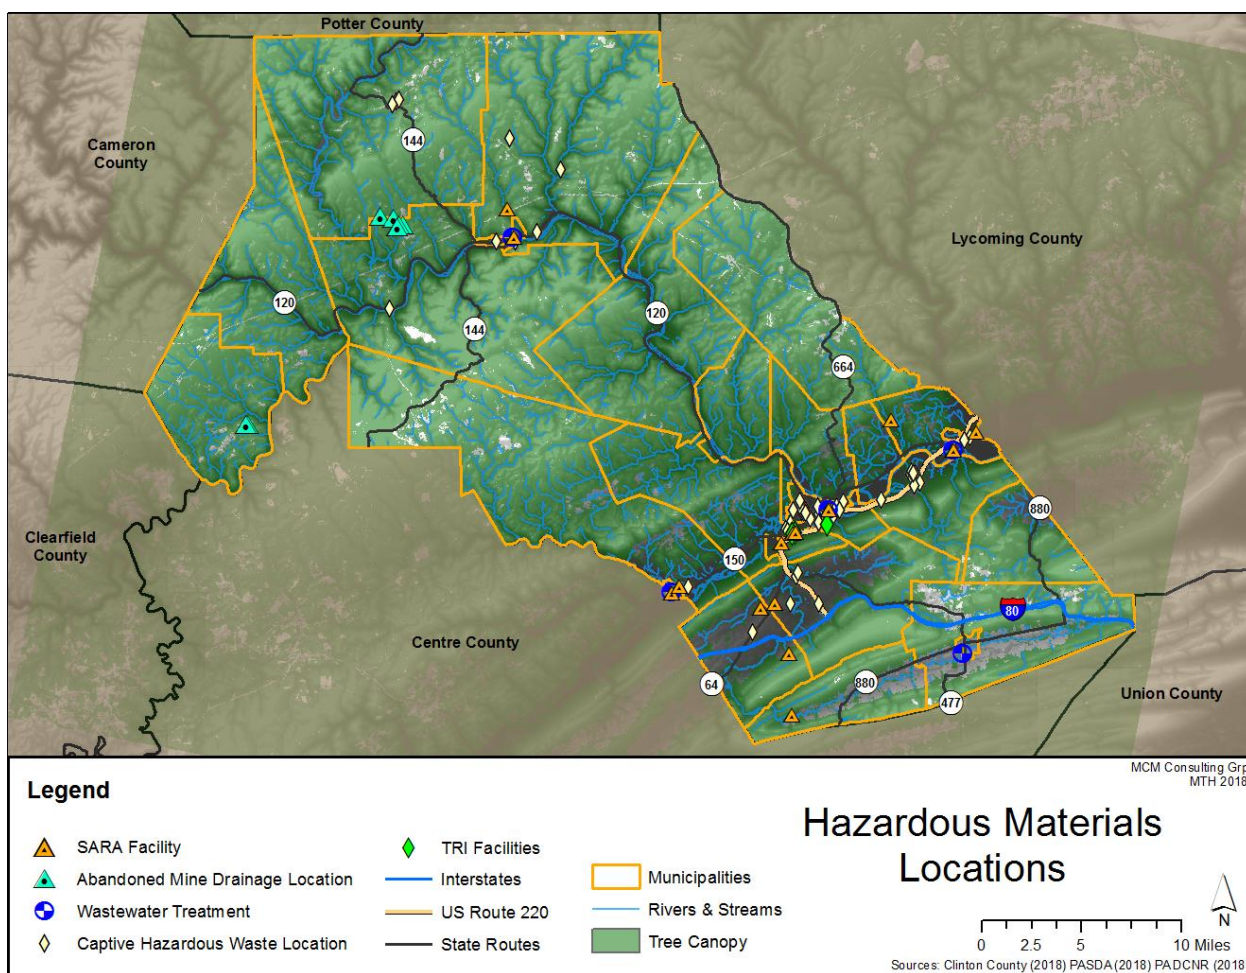 Potter County
Cameron
County
144
Lycoming County
120
144
120
664
880
Clearfield
County
150
Centre County
80
64
880
477
Union County
MCM Consulting Grp
MTH 2018
Legend
SARA Facility
Abandoned Mine Drainage Location
Wastewater Treatment
Captive Hazardous Waste Location
TRI Facilities
Interstates
US Route 220
State Routes
Municipalities
Rivers & Streams
Tree Canopy
Hazardous Materials
Locations
N
0 2.5 5 10 Miles
Sources: Clinton County (2018) PASDA (2018) PADCNR (2018